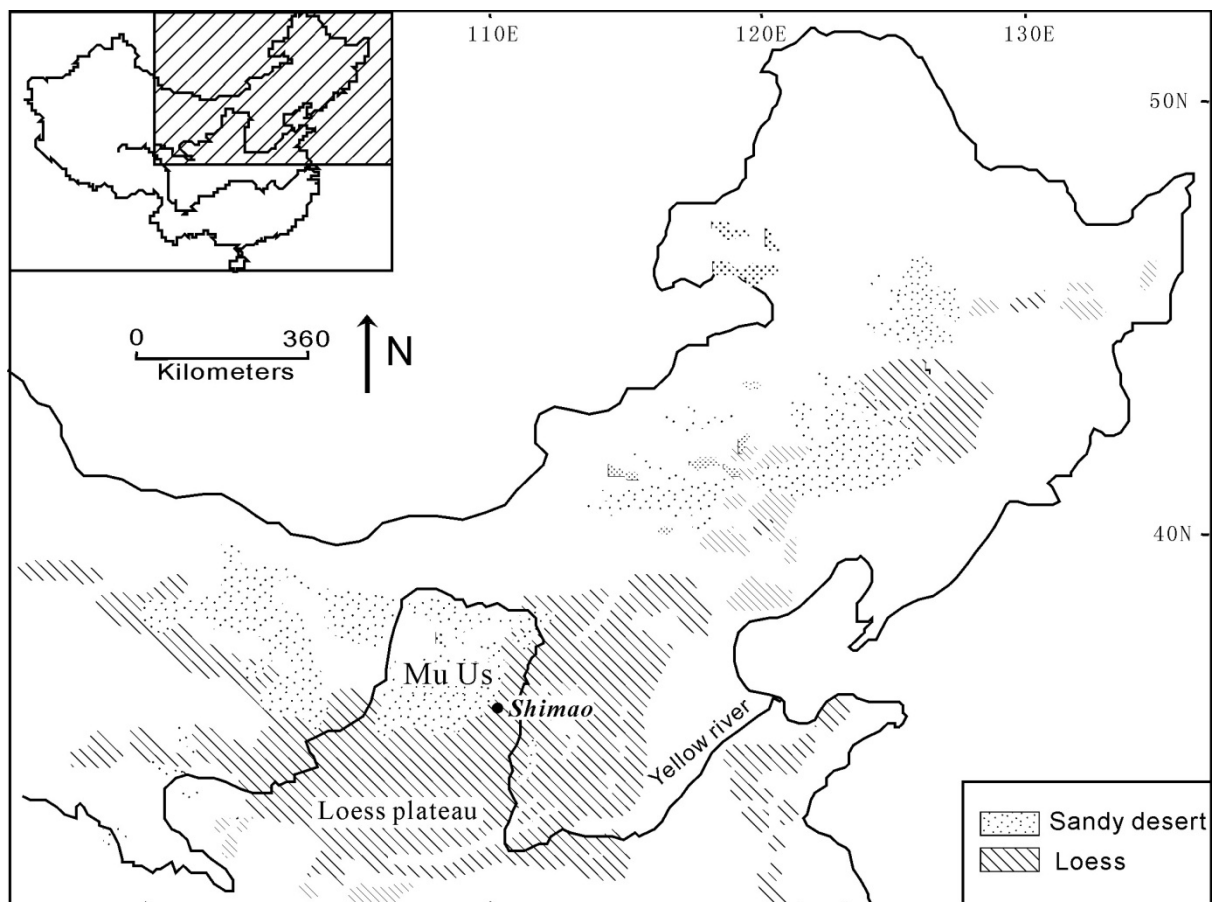 110E
120E
130E
50N
0
360
N
Kilometers
40N
Mu Us
Shimao
Yellow river
Loess plateau
Sandy desert
Loess